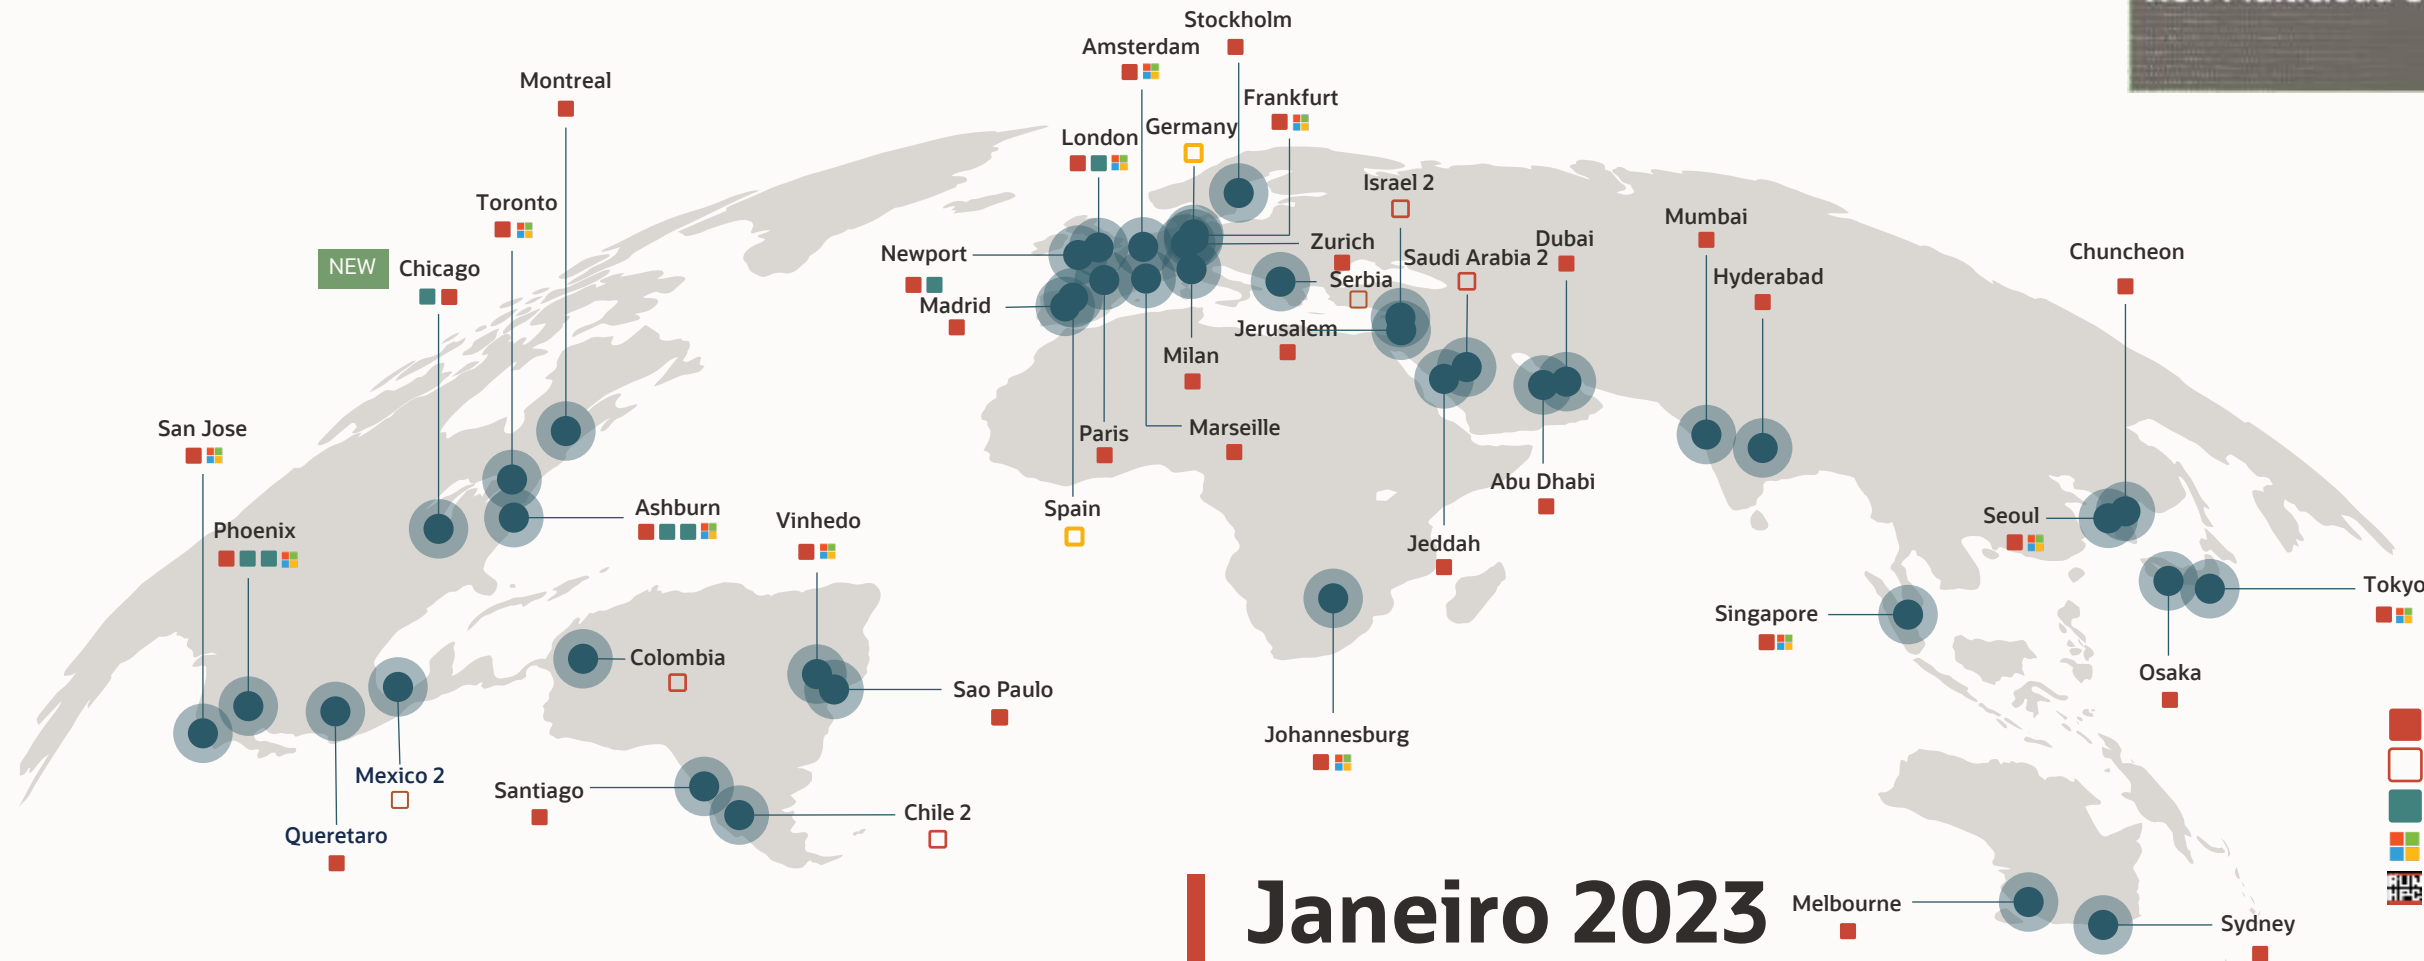 Stockholm
Amsterdam
Montreal
Frankfurt
Germany
London
Israel 2
Toronto
Mumbai
Dubai
Zurich
Chuncheon
Newport
Saudi Arabia 2
NEW
Chicago
Hyderabad
Serbia
Madrid
Jerusalem
Milan
San Jose
Paris
Marseille
Abu Dhabi
Ashburn
Spain
Vinhedo
Seoul
Phoenix
Jeddah
Tokyo
Singapore
Colombia
Osaka
Sao Paulo
Johannesburg
Mexico 2
Santiago
Chile 2
Queretaro
Janeiro 2023
Melbourne
Sydney